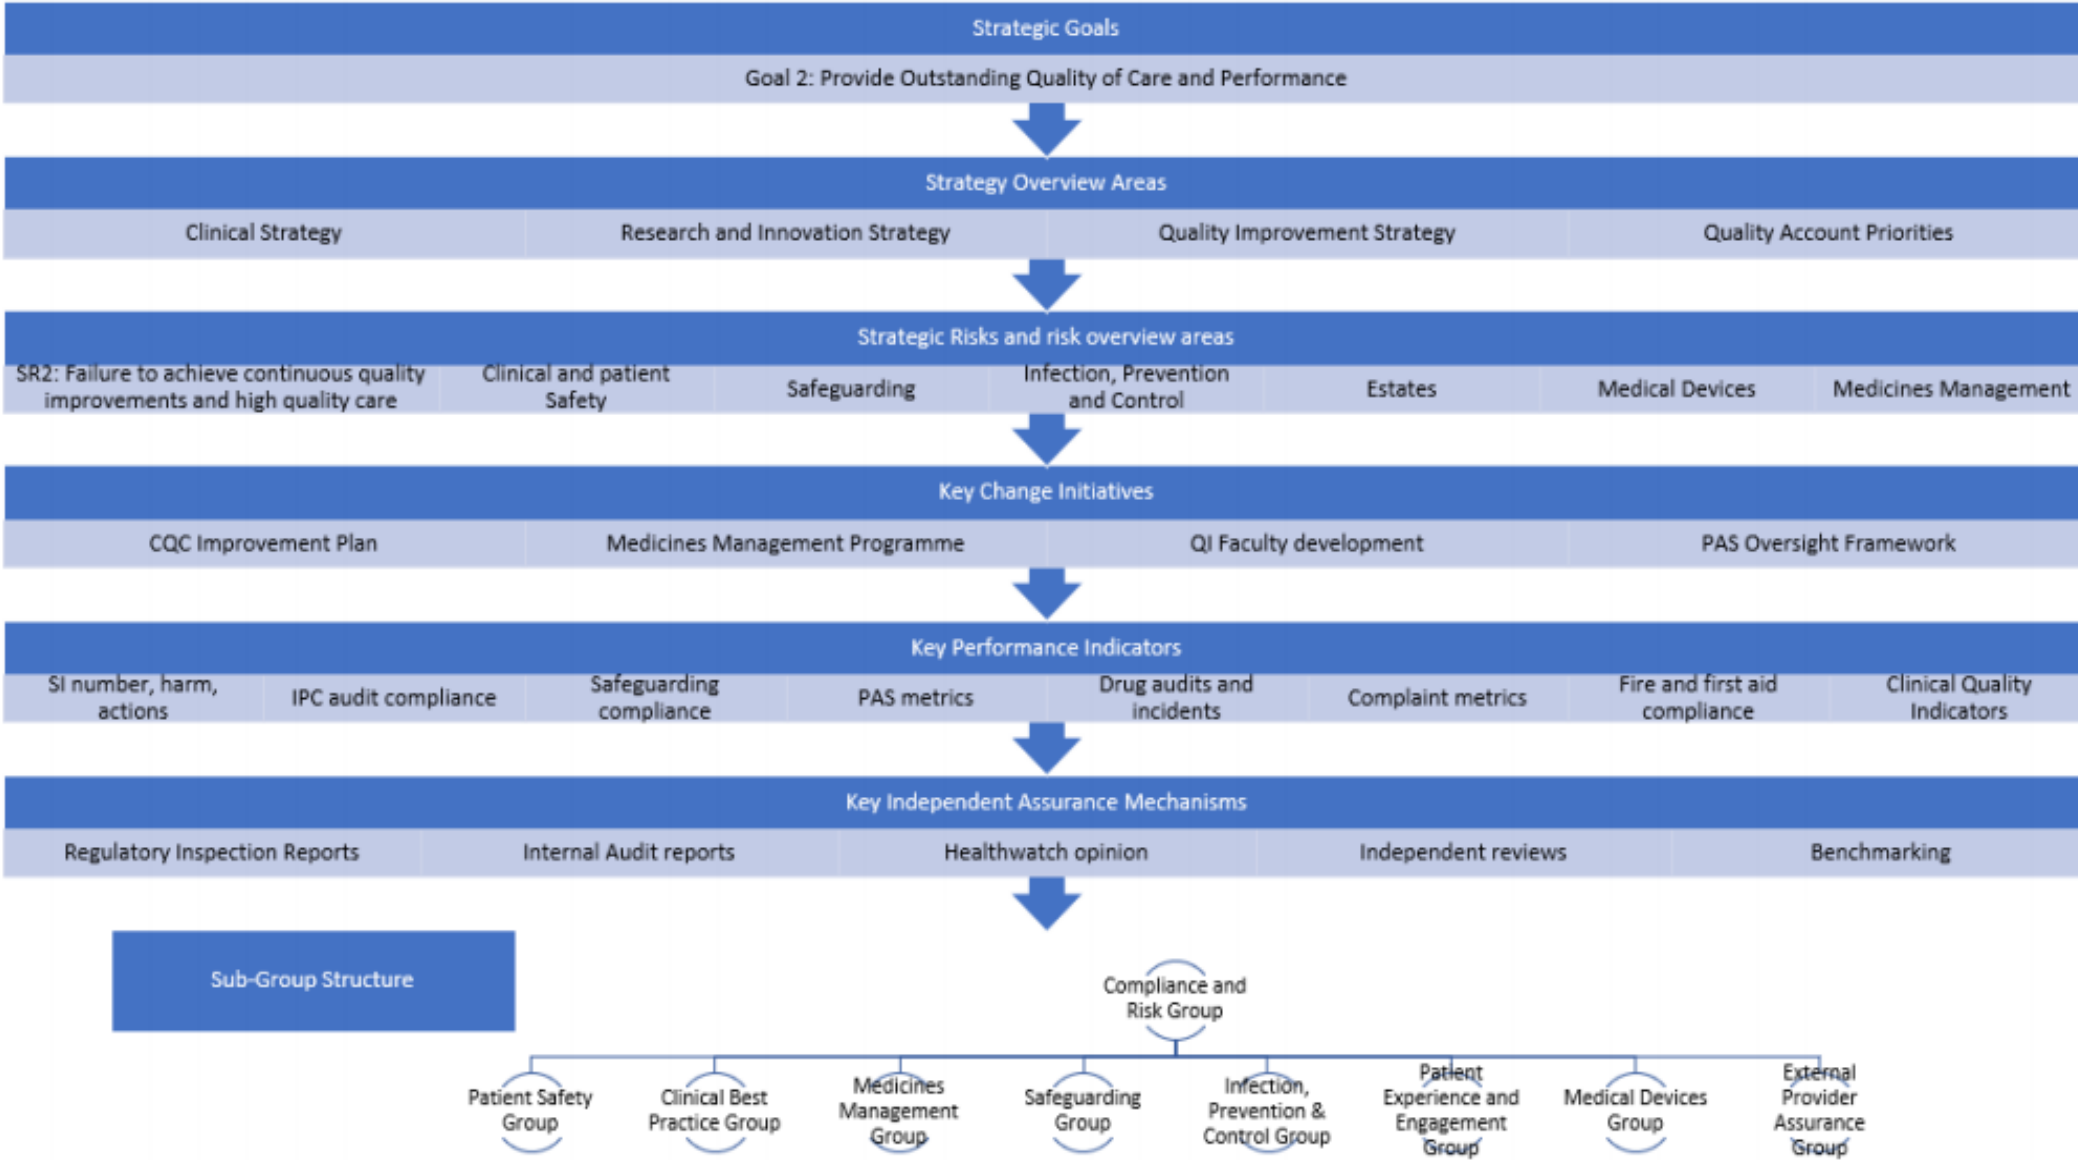 Strategic Goals
Goal 2: Provide Outstanding Quality of Care and Performance
Strategy Overview Areas
Clinical Strategy
Research and Innovation Strategy
Quality Improvement Strategy
Quality Account Priorities
Strategic Risks and risk overview areas
SR2: Failure to achieve continuous quality
improvements and high quality care
Clinical and patient
Safety
Safeguarding
Infection, Prevention
and Control
Estates
Medical Devices
Medicines Management
Key Change Initiatives
CQC Improvement Plan
Medicines Management Programme
QI Faculty development
PAS Oversight Framework
Key Performance Indicators
SI number, harm,
actions
IPC audit compliance
Safeguarding
compliance
PAS metrics
Drug audits and
incidents
Complaint metrics
Fire and first aid
compliance
Clinical Quality
Indicators
Key Independent Assurance Mechanisms
Regulatory Inspection Reports
Internal Audit reports
Healthwatch opinion
Independent reviews
Benchmarking
Sub-Group Structure
Compliance and
Risk Group
Patient Safety
Group
Clinical Best
Practice Group
Medicines
Management
Group
Safeguarding
Group
Infection,
Prevention &
Control Group
Patient
Experience and
Engagement
Group
Medical Devices
Group
External
Provider
Assurance
Group